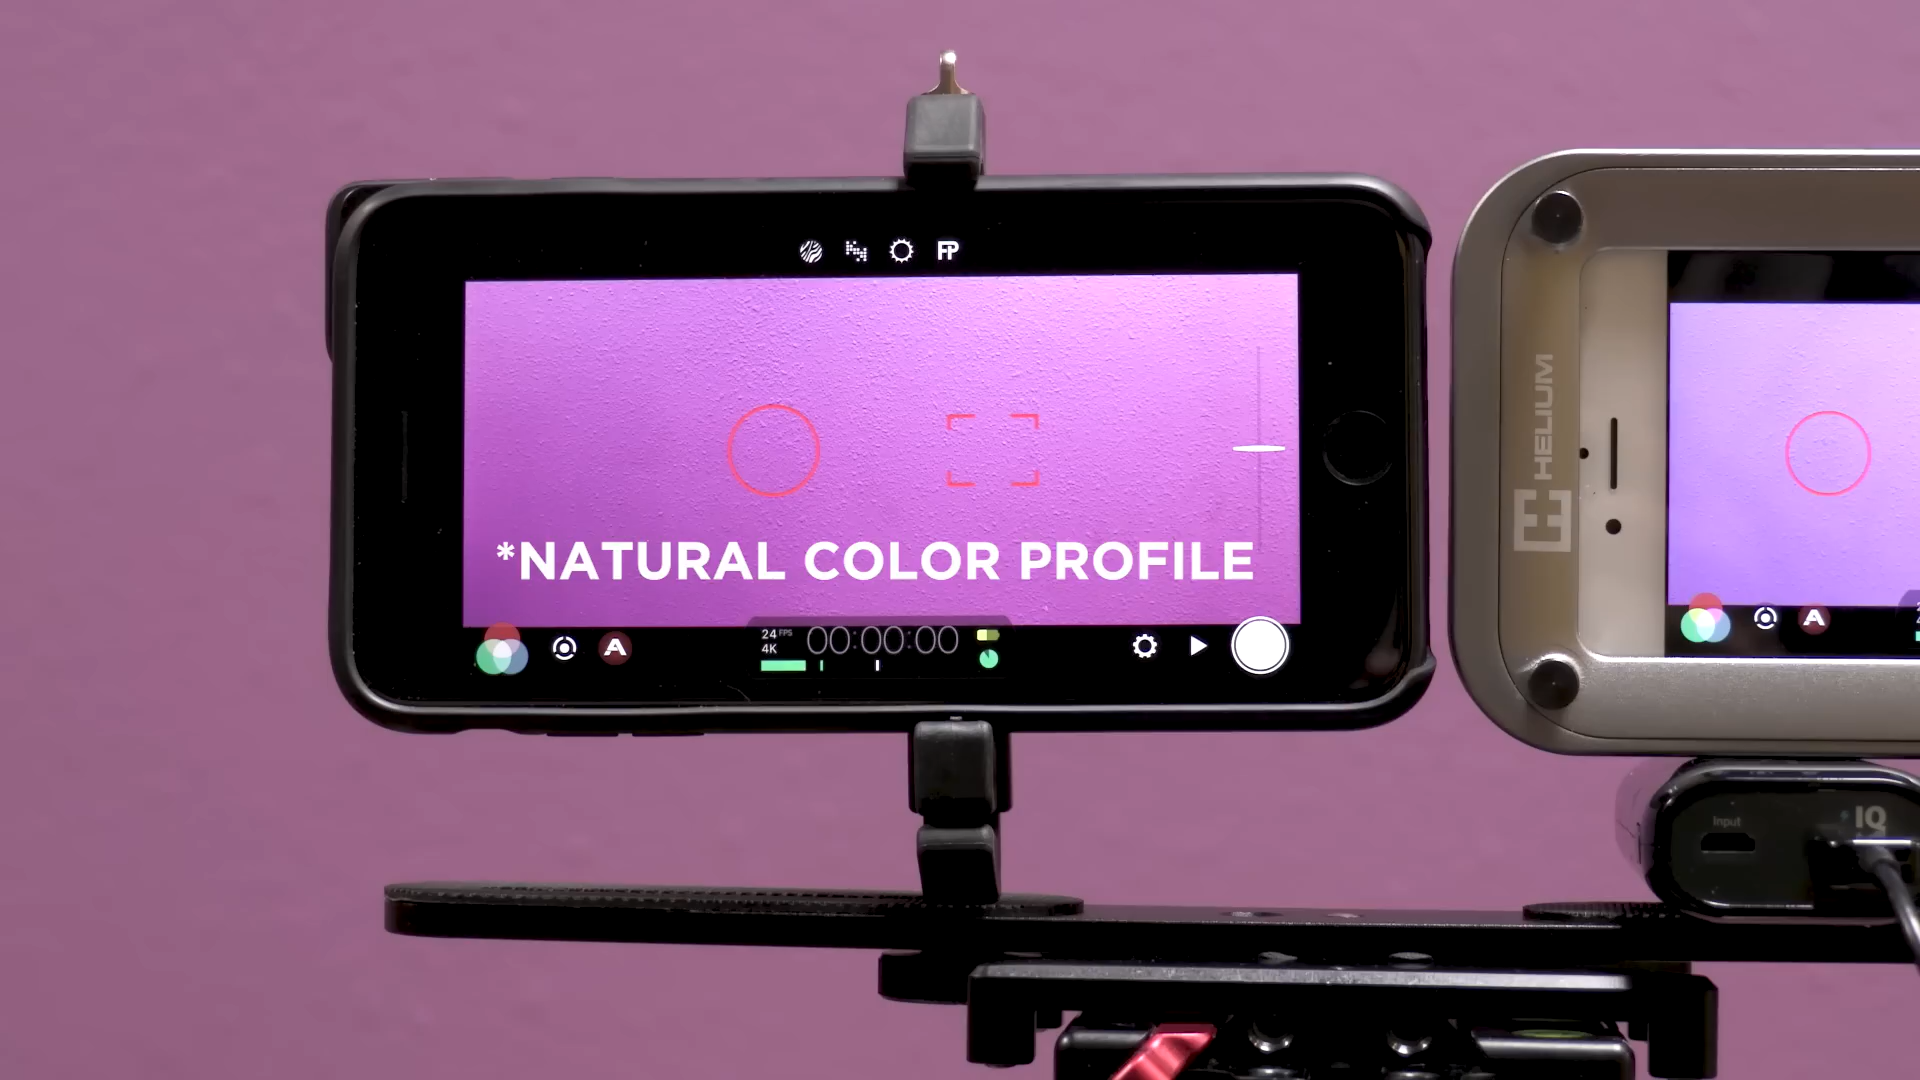 FP
*NATURAL COLOR PROFILE
24 FPS
4K
00:00:00
A
A
HELIUM
Input
IQ